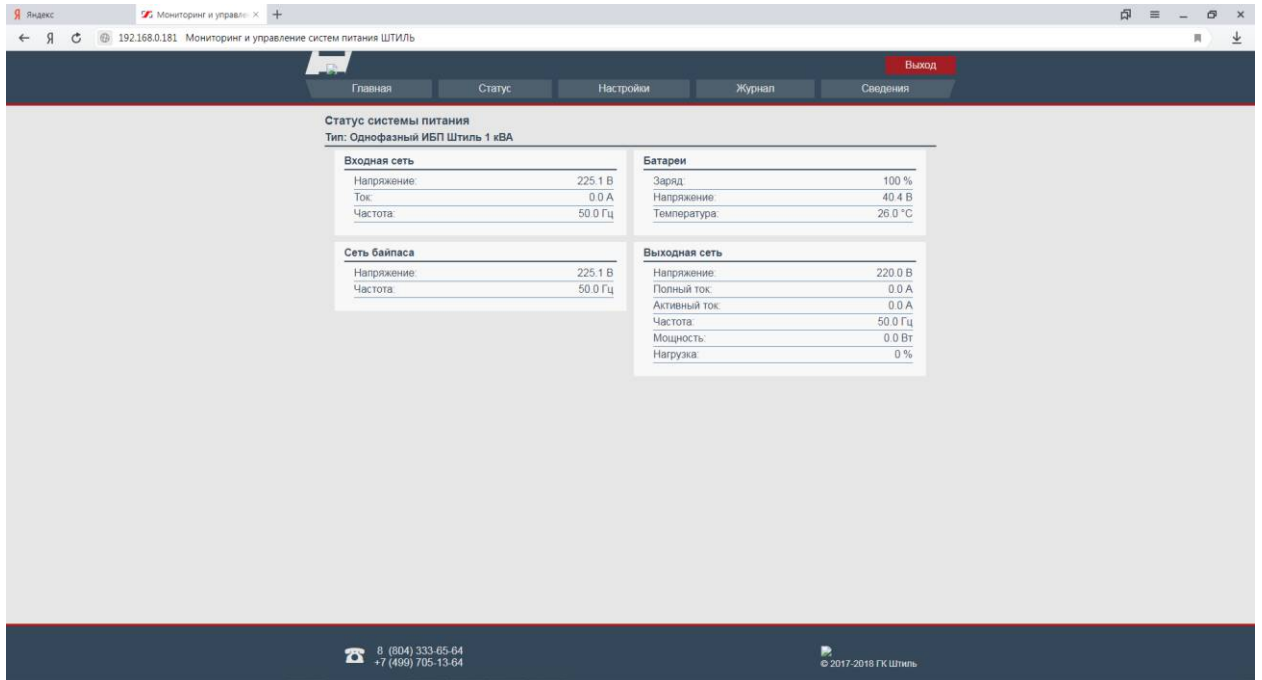 Яндекс
Мониторинг и управле
192.168.0.181 Мониторинг и управление систем питания ШТИЛЬ
Выход
Главная Статус Настройки Журнал Сведения
Статус системы питания
Тип: Однофазный ИБП Штиль 1 кВА
Входная сеть
Напряжение: 225.1 В
Ток: 0.0 А
Частота: 50.0 Гц
Батареи
Заряд: 100 %
Напряжение: 40.4 В
Температура: 26.0 °C
Сеть байпаса
Напряжение: 225.1 В
Частота: 50.0 Гц
Выходная сеть
Напряжение: 220.0 В
Полный ток: 0.0 А
Активный ток: 0.0 А
Частота: 50.0 Гц
Мощность: 0.0 Вт
Нагрузка: 0 %
8 (804) 333-65-64
+7 (499) 705-13-64
© 2017-2018 ГК Штиль